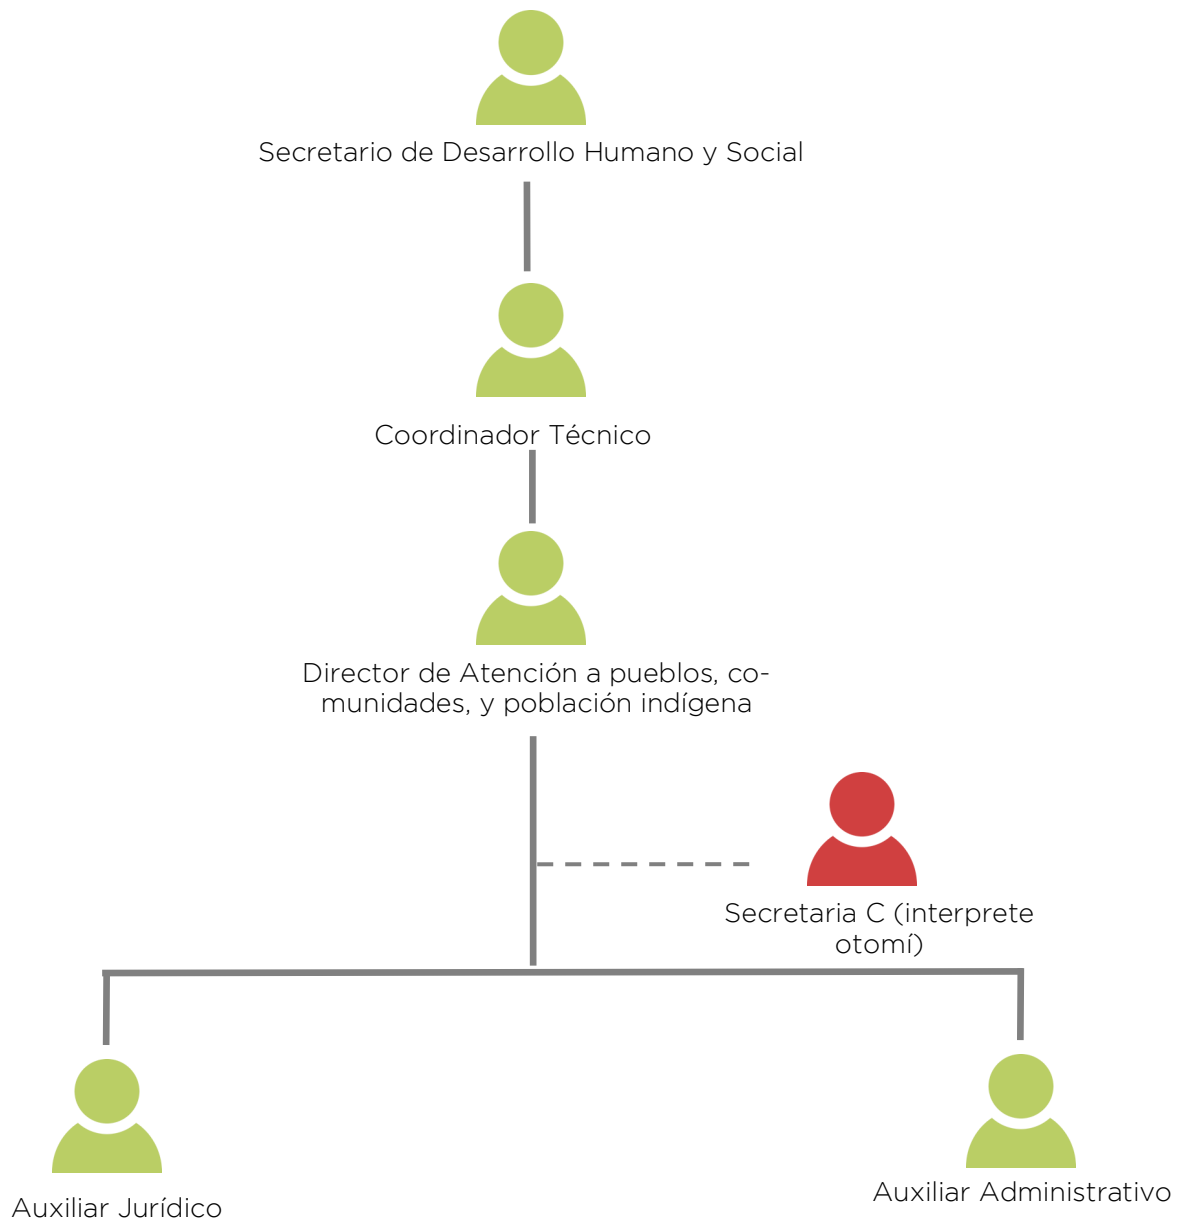 Secretario de Desarrollo Humano y Social
Coordinador Técnico
Director de Atención a pueblos, co-
munidades, y población indígena
Secretaria C (interprete
otomí)
Auxiliar Jurídico
Auxiliar Administrativo